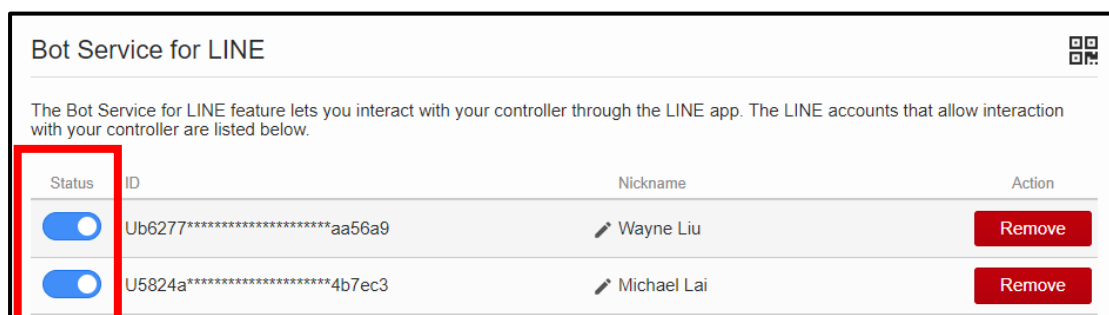 Bot Service for LINE
The Bot Service for LINE feature lets you interact with your controller through the LINE app. The LINE accounts that allow interaction
with your controller are listed below.
Status ID Nickname Action
Ub6277**********************aa56a9 Wayne Liu Remove
U5824a**********************4b7ec3 Michael Lai Remove